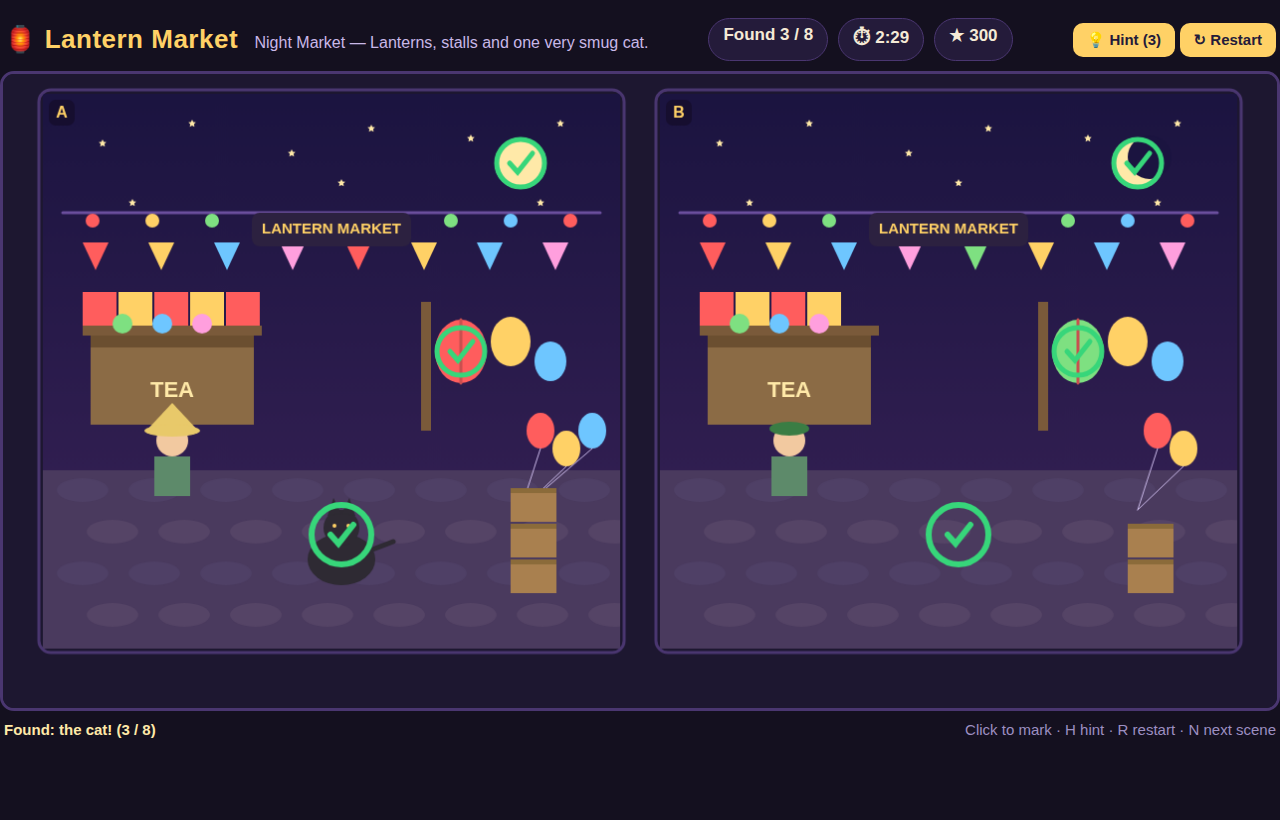 🏮 Lantern Market
Night Market — Lanterns, stalls and one very smug cat.
Found 3 / 8
⏱ 2:29
★ 300
💡 Hint (3)
↻ Restart
A
LANTERN MARKET
TEA
B
LANTERN MARKET
TEA
Found: the cat! (3 / 8)
Click to mark · H hint · R restart · N next scene